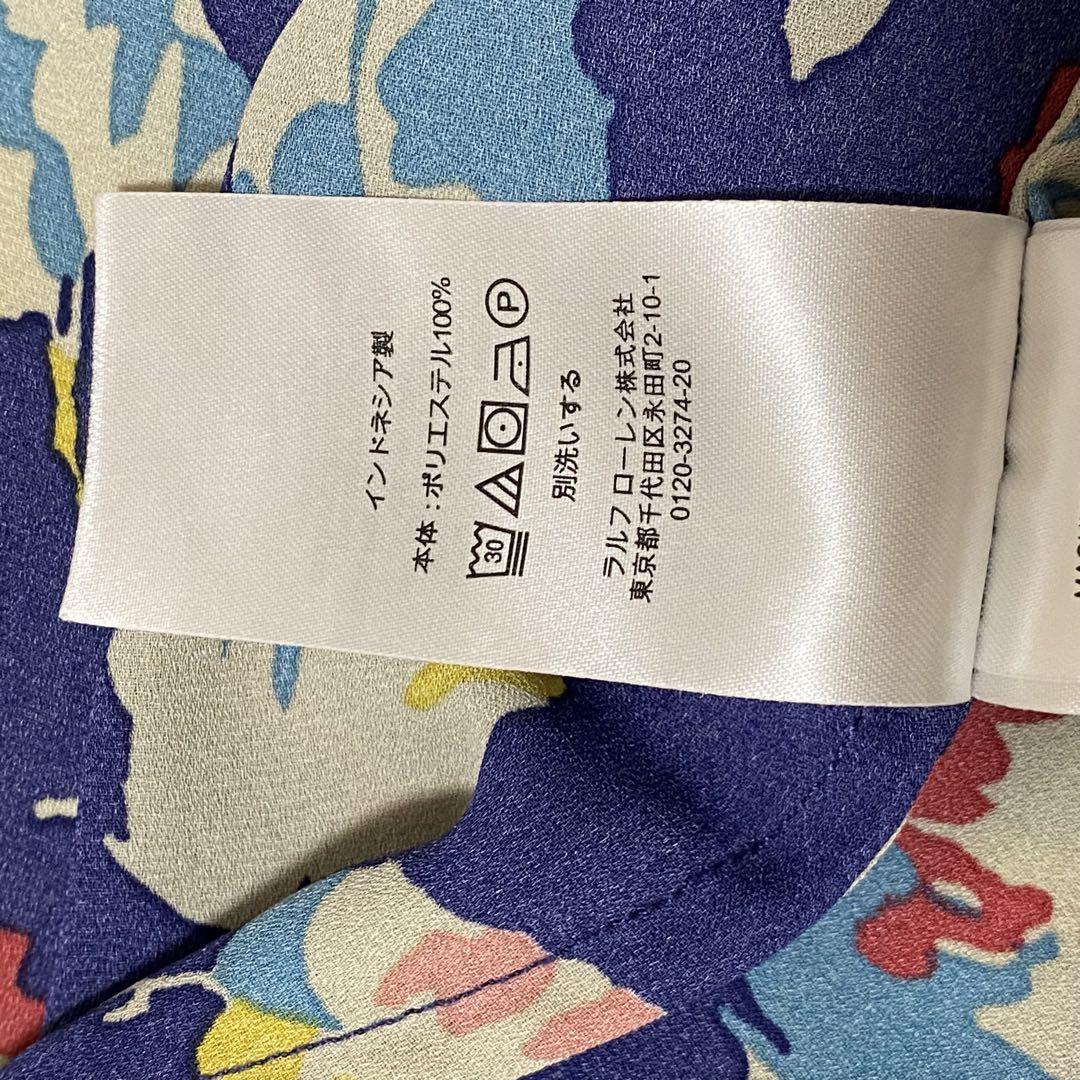 インドネシア製
本体：ポリエステル100%
30 P
別洗いする
ラルフ ローレン株式会社
東京都千代田区永田町2-10-1
0120-3274-20